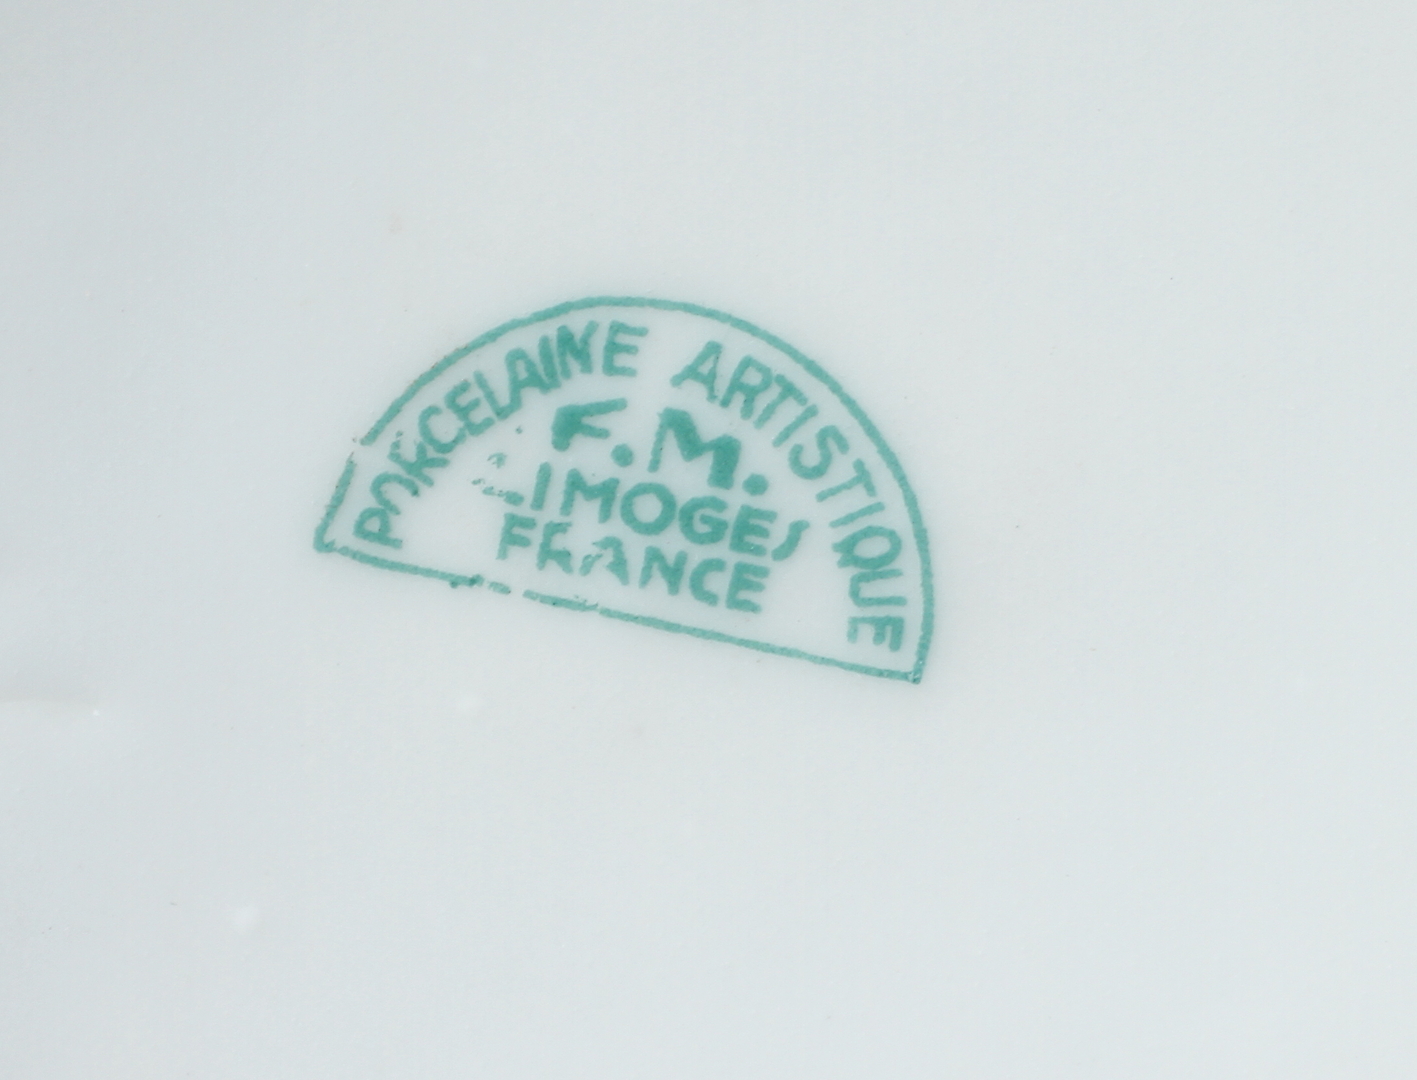 PORCELAINE ARTISTIQUE
F.M.
LIMOGES
FRANCE